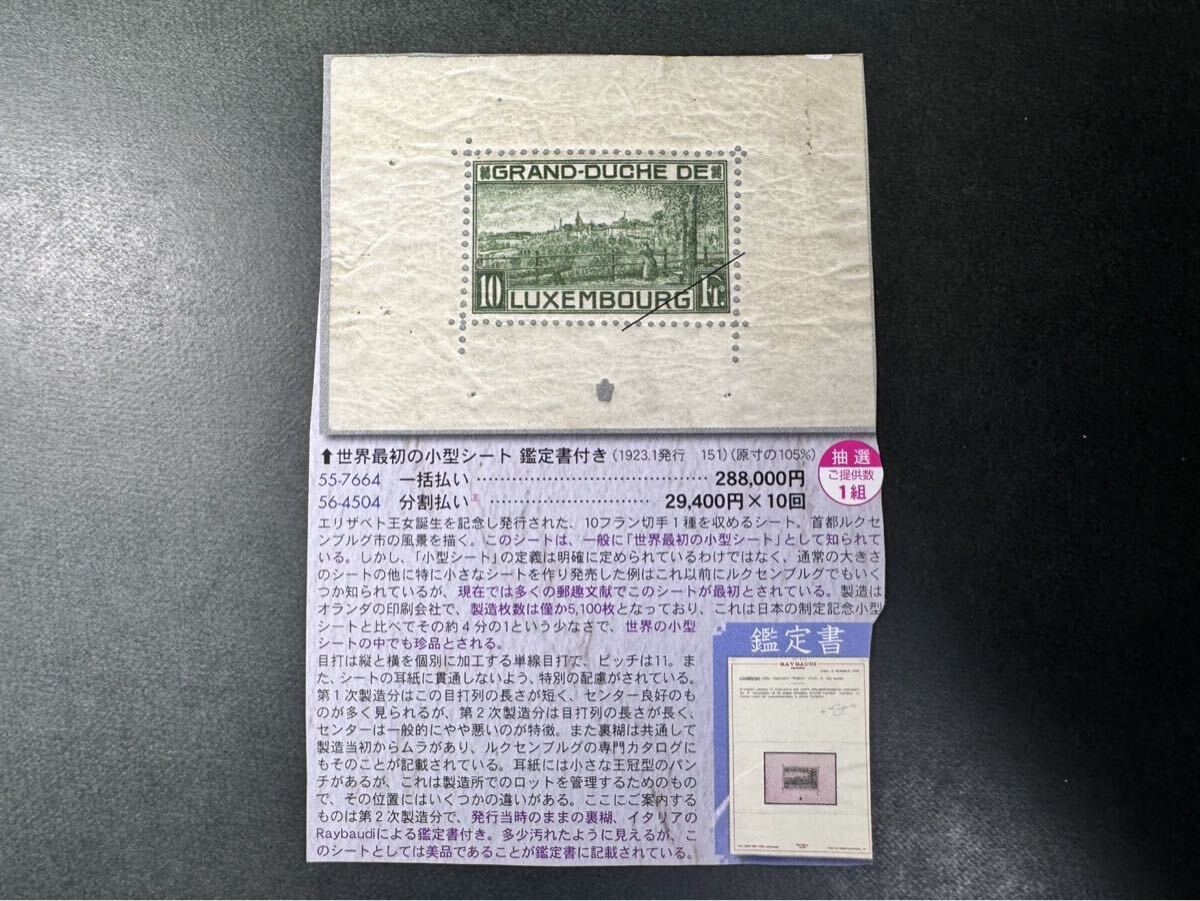 GRAND-DUCHE DE
10 LUXEMBOURG Fr.
⬆世界最初の小型シート 鑑定書付き（1923.1発行　151）（原寸の105%）
55-7664 一括払い………………………………288,000円
56-4504 分割払い注………………………29,400円×10回
抽選
ご提供数
1組
エリザベト王女誕生を記念し発行された、10フラン切手1種を収めるシート。首都ルクセ
ンブルグ市の風景を描く。このシートは、一般に「世界最初の小型シート」として知られて
いる。しかし、「小型シート」の定義は明確に定められているわけではなく、通常の大きさ
のシートの他に特に小さなシートを作り発売した例はこれ以前にルクセンブルグでもいく
つか知られているが、現在では多くの郵趣文献でこのシートが最初とされている。製造は
オランダの印刷会社で、製造枚数は僅か5,100枚となっており、これは日本の制定記念小型
シートと比べてその約4分の1という少なさで、世界の小型
シートの中でも珍品とされる。
目打は縦と横を個別に加工する単線目打で、ピッチは11。ま
た、シートの耳紙に貫通しないよう、特別の配慮がされている。
第1次製造分はこの目打列の長さが短く、センター良好のも
のが多く見られるが、第2次製造分は目打列の長さが長く、
センターは一般的にやや悪いのが特徴。また裏糊は共通して
製造当初からムラがあり、ルクセンブルグの専門カタログに
もそのことが記載されている。耳紙には小さな王冠型のパン
チがあるが、これは製造所でのロットを管理するためのもの
で、その位置にはいくつかの違いがある。ここにご案内する
ものは第2次製造分で、発行当時のままの裏糊、イタリアの
Raybaudiによる鑑定書付き。多少汚れたように見えるが、こ
のシートとしては美品であることが鑑定書に記載されている。
鑑定書
RAYBAUDI